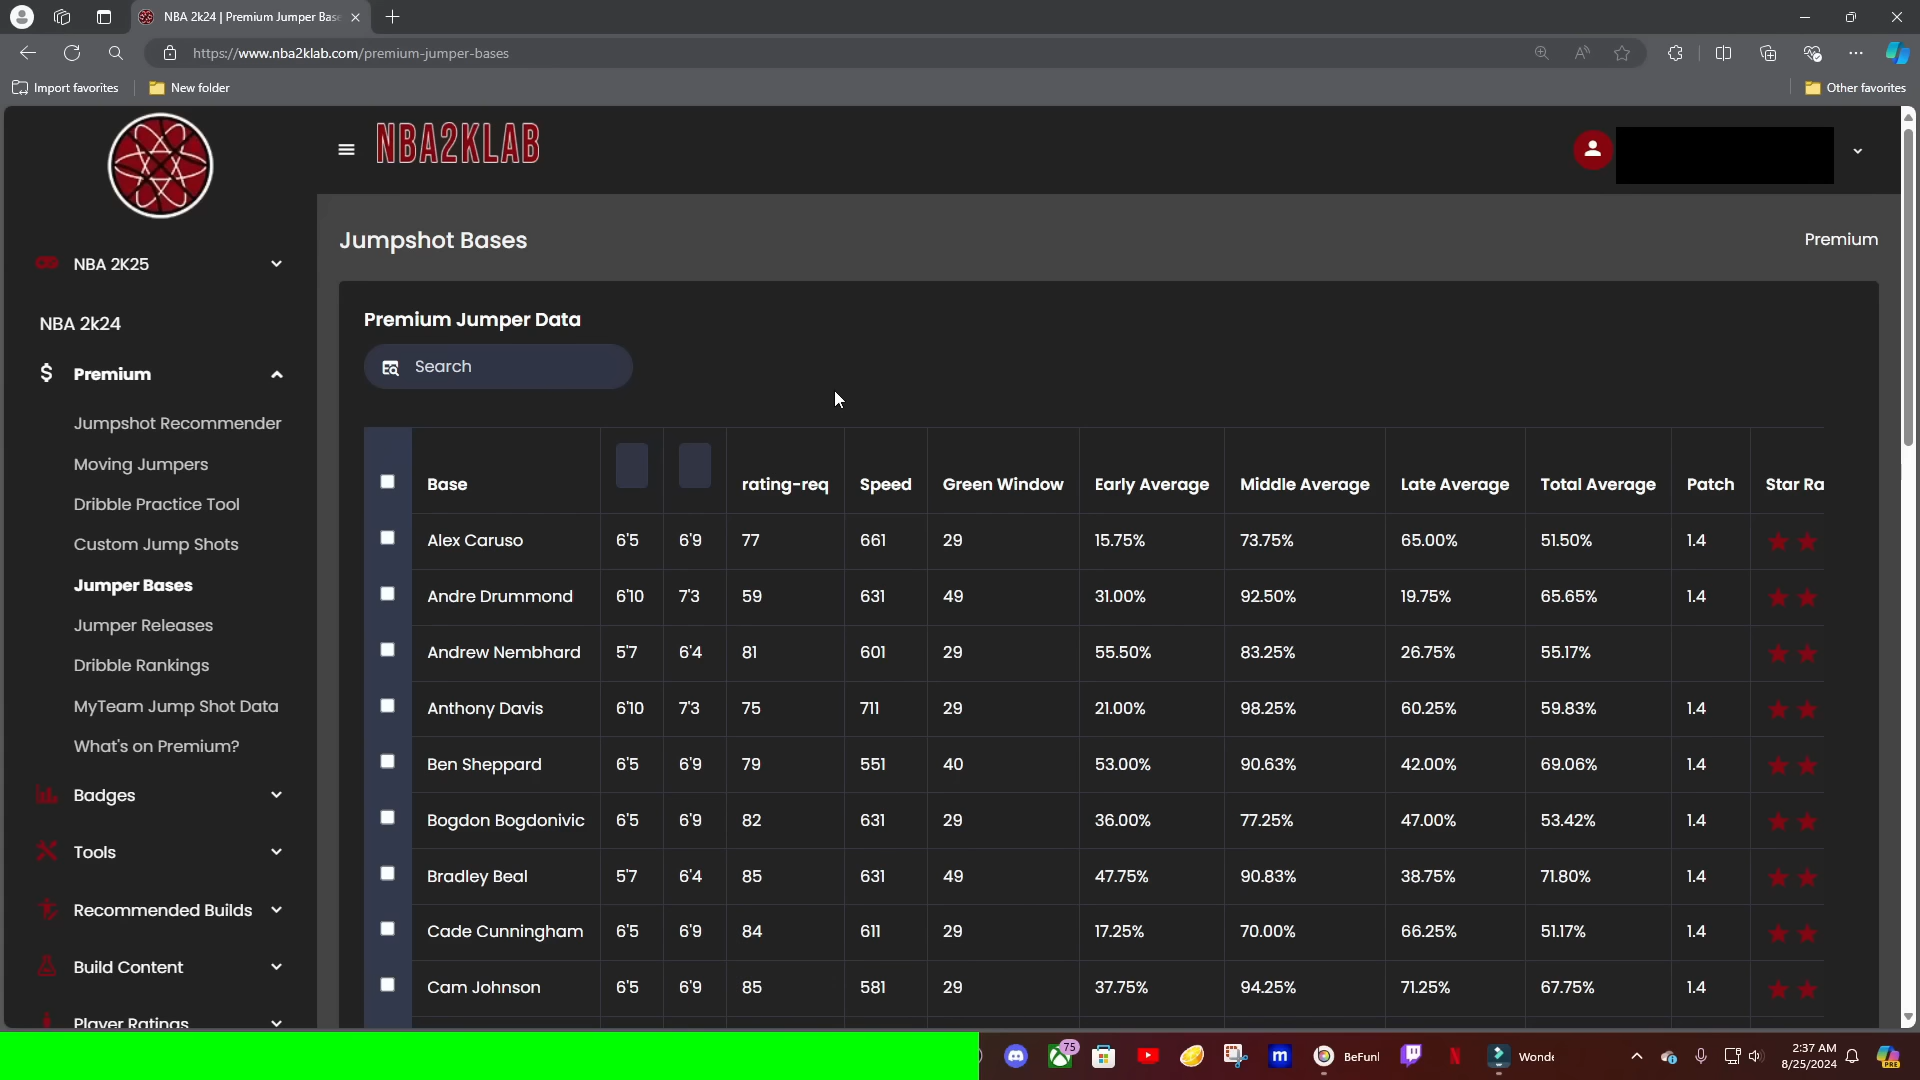 NBA 2k24 | Premium Jumper Base
https://www.nba2klab.com/premium-jumper-bases
Import favorites
New folder
Other favorites
NBA2KLAB
NBA 2K25
NBA 2k24
Premium
Jumpshot Recommender
Moving Jumpers
Dribble Practice Tool
Custom Jump Shots
Jumper Bases
Jumper Releases
Dribble Rankings
MyTeam Jump Shot Data
What's on Premium?
Badges
Tools
Recommended Builds
Build Content
Player Ratings
Jumpshot Bases
Premium
Premium Jumper Data
Search
Base rating-req Speed Green Window Early Average Middle Average Late Average Total Average Patch Star Ra
Alex Caruso 6'5 6'9 77 661 29 15.75% 73.75% 65.00% 51.50% 1.4
Andre Drummond 6'10 7'3 59 631 49 31.00% 92.50% 19.75% 65.65% 1.4
Andrew Nembhard 5'7 6'4 81 601 29 55.50% 83.25% 26.75% 55.17%
Anthony Davis 6'10 7'3 75 711 29 21.00% 98.25% 60.25% 59.83% 1.4
Ben Sheppard 6'5 6'9 79 551 40 53.00% 90.63% 42.00% 69.06% 1.4
Bogdon Bogdonivic 6'5 6'9 82 631 29 36.00% 77.25% 47.00% 53.42% 1.4
Bradley Beal 5'7 6'4 85 631 49 47.75% 90.83% 38.75% 71.80% 1.4
Cade Cunningham 6'5 6'9 84 611 29 17.25% 70.00% 66.25% 51.17% 1.4
Cam Johnson 6'5 6'9 85 581 29 37.75% 94.25% 71.25% 67.75% 1.4
75
m
BeFunl
N
Wonde
2:37 AM
8/25/2024
PRE